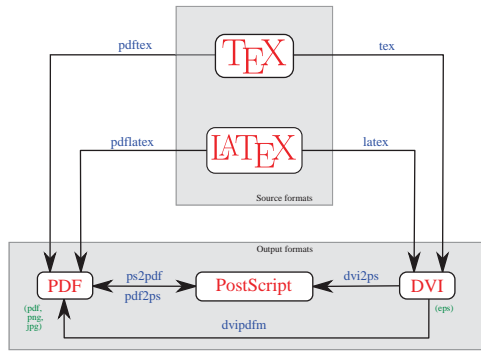 pdftex
TEX
tex
pdflatex
LATEX
latex
Source formats
Output formats
PDF
ps2pdf
pdf2ps
PostScript
dvi2ps
DVI
(pdf,
png,
jpg)
(eps)
dvipdfm